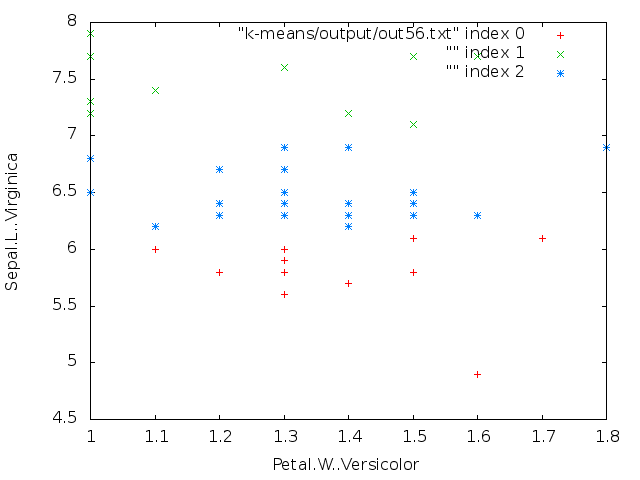 "k-means/output/out56.txt" index 0
"" index 1
"" index 2
8
7.5
7
6.5
6
5.5
5
4.5
Sepal.L.. Virginica
1 1.1 1.2 1.3 1.4 1.5 1.6 1.7 1.8
Petal.W..Versicolor